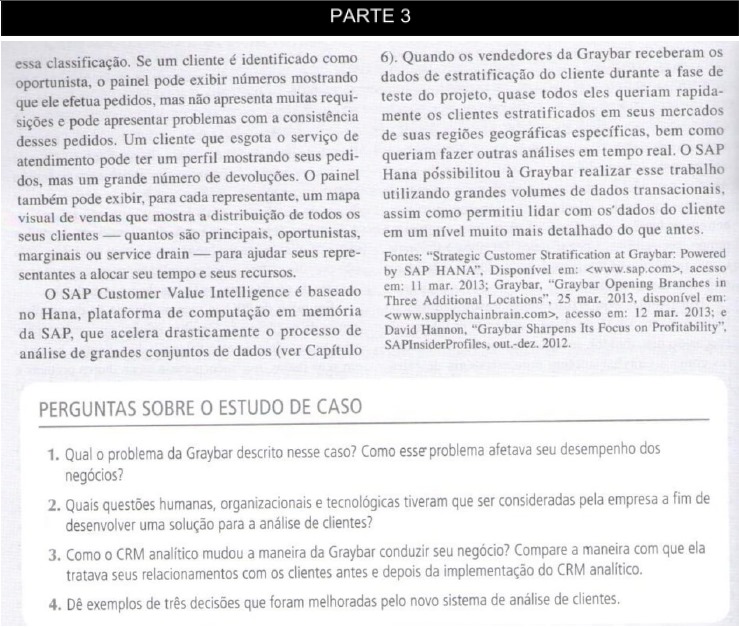 PARTE 3
essa classificação. Se um cliente é identificado como
oportunista, o painel pode exibir números mostrando
que ele efetua pedidos, mas não apresenta muitas requi-
sições e pode apresentar problemas com a consistência
desses pedidos. Um cliente que esgota o serviço de
atendimento pode ter um perfil mostrando seus pedi-
dos, mas um grande número de devoluções. O painel
também pode exibir, para cada representante, um mapa
visual de vendas que mostra a distribuição de todos os
seus clientes — quantos são principais, oportunistas,
marginais ou service drain — para ajudar seus repre-
sentantes a alocar seu tempo e seus recursos.
O SAP Customer Value Intelligence é baseado
no Hana, plataforma de computação em memória
da SAP, que acelera drasticamente o processo de
análise de grandes conjuntos de dados (ver Capítulo
6). Quando os vendedores da Graybar receberam os
dados de estratificação do cliente durante a fase de
teste do projeto, quase todos eles queriam rapida-
mente os clientes estratificados em seus mercados
de suas regiões geográficas específicas, bem como
queriam fazer outras análises em tempo real. O SAP
Hana possibilitou à Graybar realizar esse trabalho
utilizando grandes volumes de dados transacionais,
assim como permitiu lidar com os dados do cliente
em um nível muito mais detalhado do que antes.
Fontes: “Strategic Customer Stratification at Graybar: Powered
by SAP HANA”, Disponível em: <www.sap.com>, acesso
em: 11 mar. 2013; Graybar, “Graybar Opening Branches in
Three Additional Locations”, 25 mar. 2013, disponível em:
<www.supplychainbrain.com>, acesso em: 12 mar. 2013; e
David Hannon, “Graybar Sharpens Its Focus on Profitability”,
SAPInsiderProfiles, out.-dez. 2012.
PERGUNTAS SOBRE O ESTUDO DE CASO
1. Qual o problema da Graybar descrito nesse caso? Como esse problema afetava seu desempenho dos
negócios?
2. Quais questões humanas, organizacionais e tecnológicas tiveram que ser consideradas pela empresa a fim de
desenvolver uma solução para a análise de clientes?
3. Como o CRM analítico mudou a maneira da Graybar conduzir seu negócio? Compare a maneira com que ela
tratava seus relacionamentos com os clientes antes e depois da implementação do CRM analítico.
4. Dê exemplos de três decisões que foram melhoradas pelo novo sistema de análise de clientes.